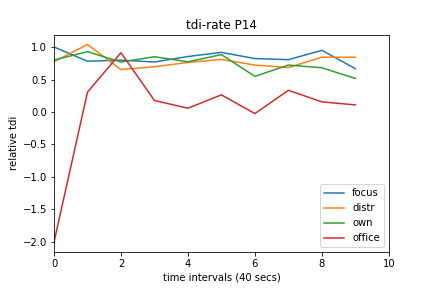 tdi-rate P14
relative tdi
1.0
0.5
0.0
−0.5
−1.0
−1.5
−2.0
focus
distr
own
office
0 2 4 6 8 10
time intervals (40 secs)